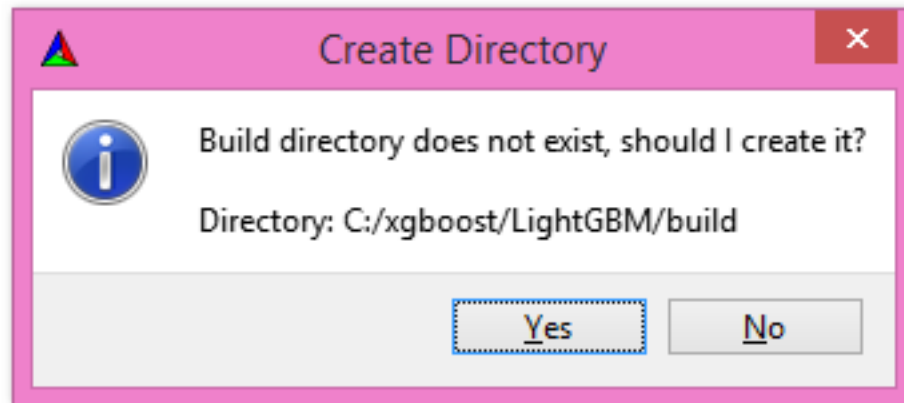 Create Directory
Build directory does not exist, should I create it?
Directory: C:/xgboost/LightGBM/build
Yes
No